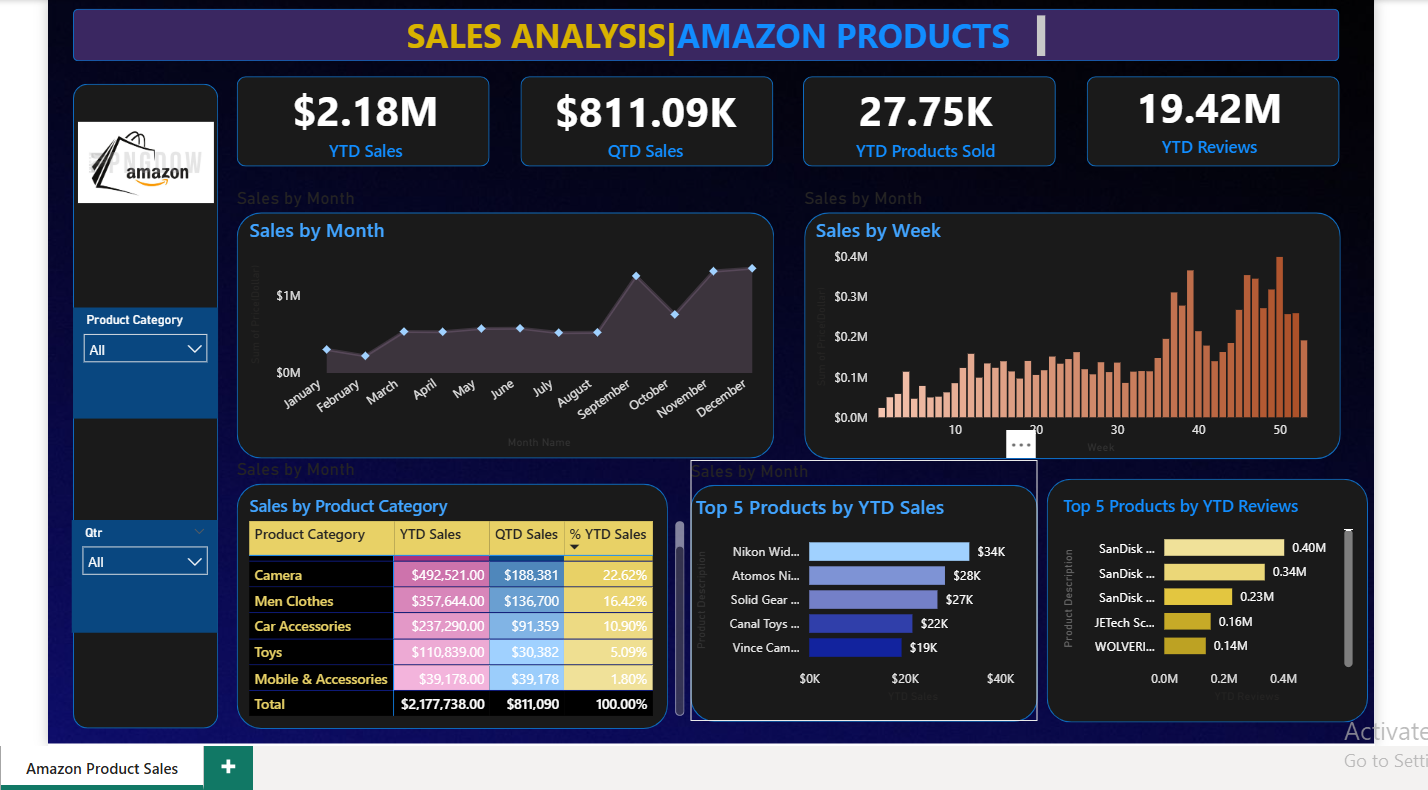 SALES ANALYSIS|AMAZON PRODUCTS
$2.18M
YTD Sales
$811.09K
QTD Sales
27.75K
YTD Products Sold
19.42M
YTD Reviews
PNGDOW
amazon
Product Category
All
Qtr
All
Sales by Month
Sales by Month
Sum of Price(Dollar)
$1M
$0M
January
February
March
April
May
June
July
August
September
October
November
December
Month Name
Sales by Month
Sales by Week
Sum of Price(Dollar)
$0.4M
$0.3M
$0.2M
$0.1M
$0.0M
10 20 30 40 50
Week
Sales by Month
Sales by Product Category
Product Category YTD Sales QTD Sales % YTD Sales
Camera $492,521.00 $188,381 22.62%
Men Clothes $357,644.00 $136,700 16.42%
Car Accessories $237,290.00 $91,359 10.90%
Toys $110,839.00 $30,382 5.09%
Mobile & Accessories $39,178.00 $39,178 1.80%
Total $2,177,738.00 $811,090 100.00%
Sales by Month
Top 5 Products by YTD Sales
Product Description
Nikon Wid... $34K
Atomos Ni... $28K
Solid Gear ... $27K
Canal Toys ... $22K
Vince Cam... $19K
$0K $20K $40K
YTD Sales
Top 5 Products by YTD Reviews
Product Description
SanDisk ... 0.40M
SanDisk ... 0.34M
SanDisk ... 0.23M
JETech Sc... 0.16M
WOLVERI... 0.14M
0.0M 0.2M 0.4M
YTD Reviews
Activate
Go to Setti
Amazon Product Sales
+